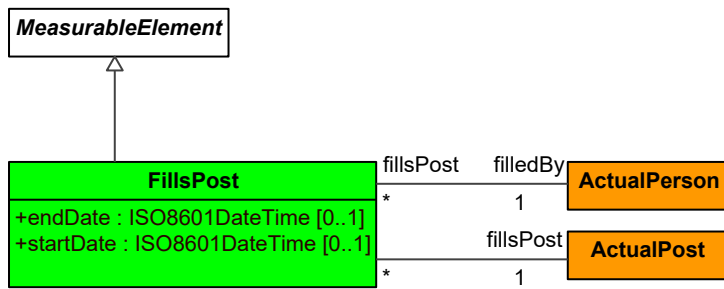 MeasurableElement
fillsPost filledBy
FillsPost
ActualPerson
* 1
+endDate : ISO8601DateTime [0..1]
+startDate : ISO8601DateTime [0..1]
fillsPost
ActualPost
* 1